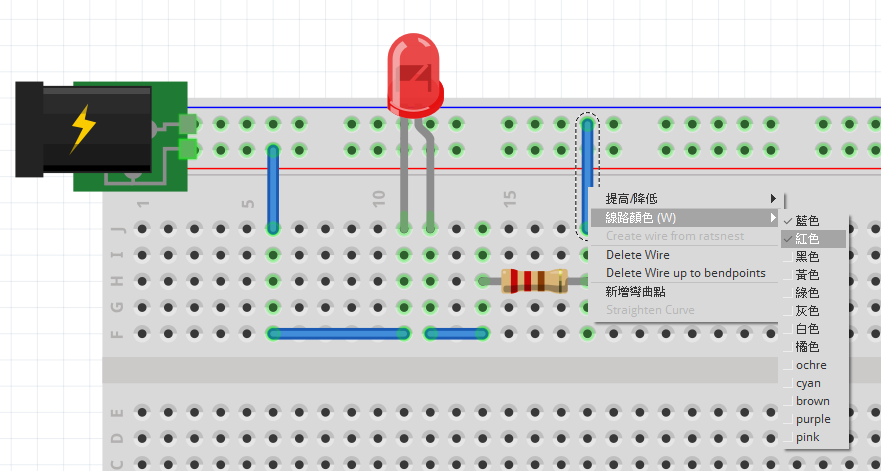 1
5
10
15
J
I
H
G
F
E
D
C
提高/降低
線路顏色 (W)
Create wire from ratsnest
Delete Wire
Delete Wire up to bendpoints
新增彎曲點
Straighten Curve
藍色
紅色
黑色
黃色
綠色
灰色
白色
橘色
ochre
cyan
brown
purple
pink